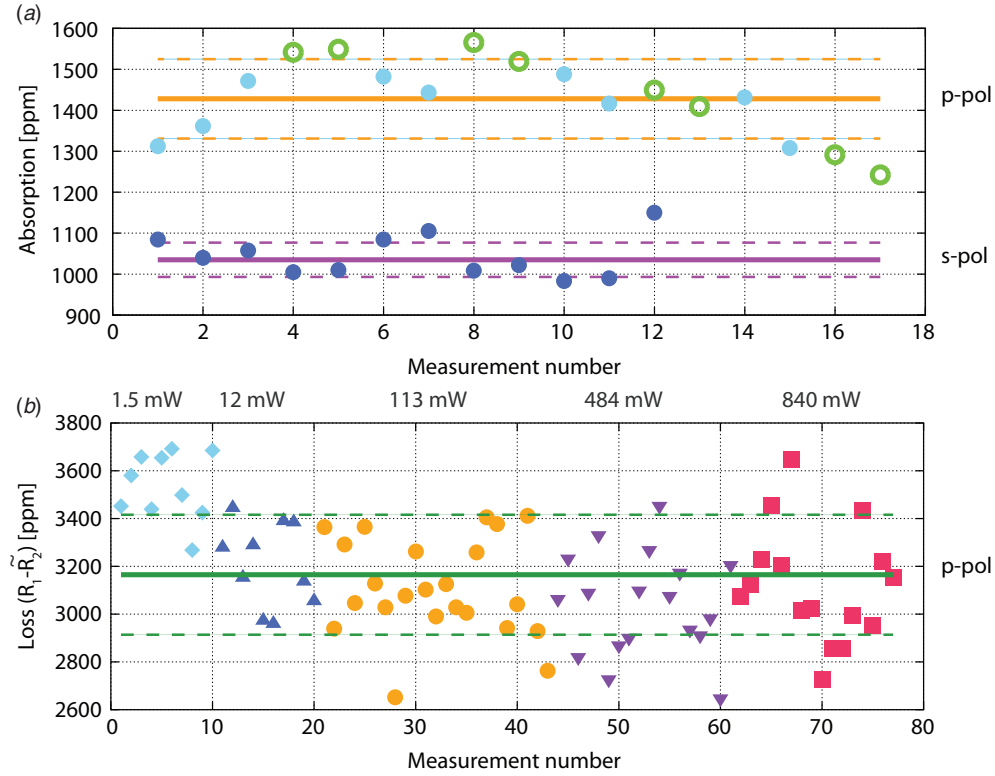 (a)
1600
1500
1400
1300
1200
1100
1000
900
Absorption [ppm]
p-pol
s-pol
0 2 4 6 8 10 12 14 16 18
Measurement number
(b)
1.5 mW 12 mW 113 mW 484 mW 840 mW
3800
3600
3400
3200
3000
2800
2600
Loss (R₁-R̃₂) [ppm]
p-pol
0 10 20 30 40 50 60 70 80
Measurement number